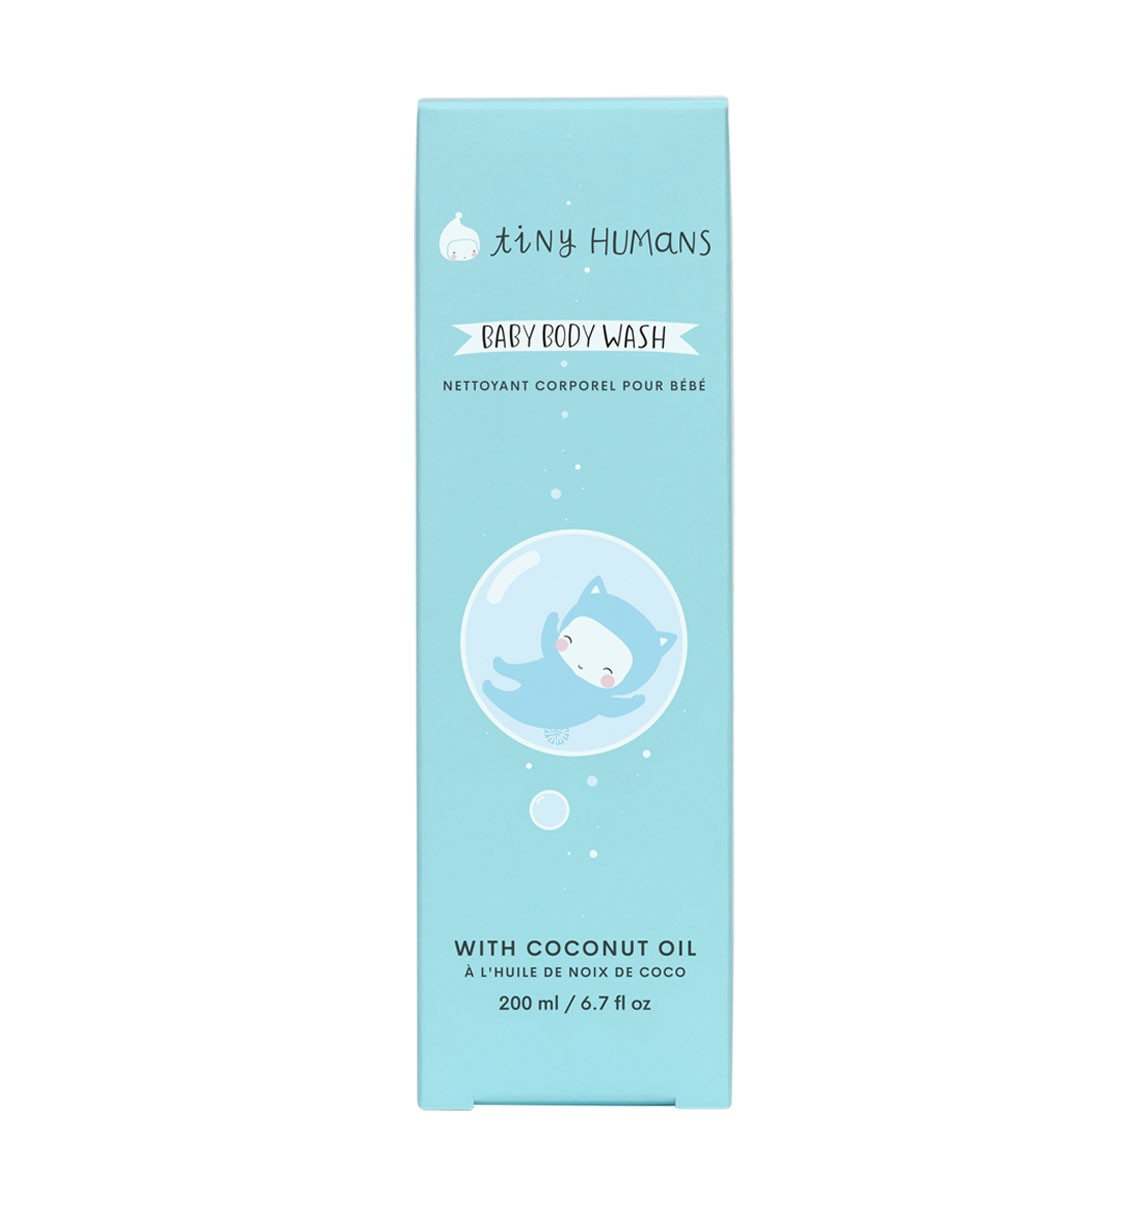 tiny HUMANS
BABY BODY WASH
NETTOYANT CORPOREL POUR BÉBÉ
WITH COCONUT OIL
À L'HUILE DE NOIX DE COCO
200 ml / 6.7 fl oz